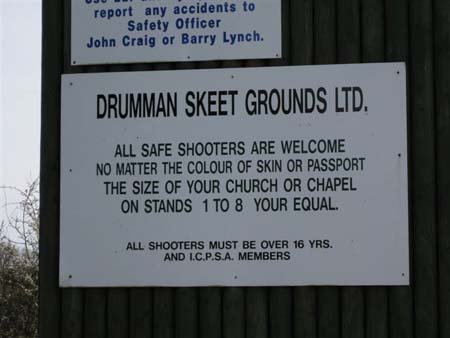 report any accidents to
Safety Officer
John Craig or Barry Lynch.
DRUMMAN SKEET GROUNDS LTD.
ALL SAFE SHOOTERS ARE WELCOME
NO MATTER THE COLOUR OF SKIN OR PASSPORT
THE SIZE OF YOUR CHURCH OR CHAPEL
ON STANDS 1 TO 8 YOUR EQUAL.
ALL SHOOTERS MUST BE OVER 16 YRS.
AND I.C.P.S.A. MEMBERS